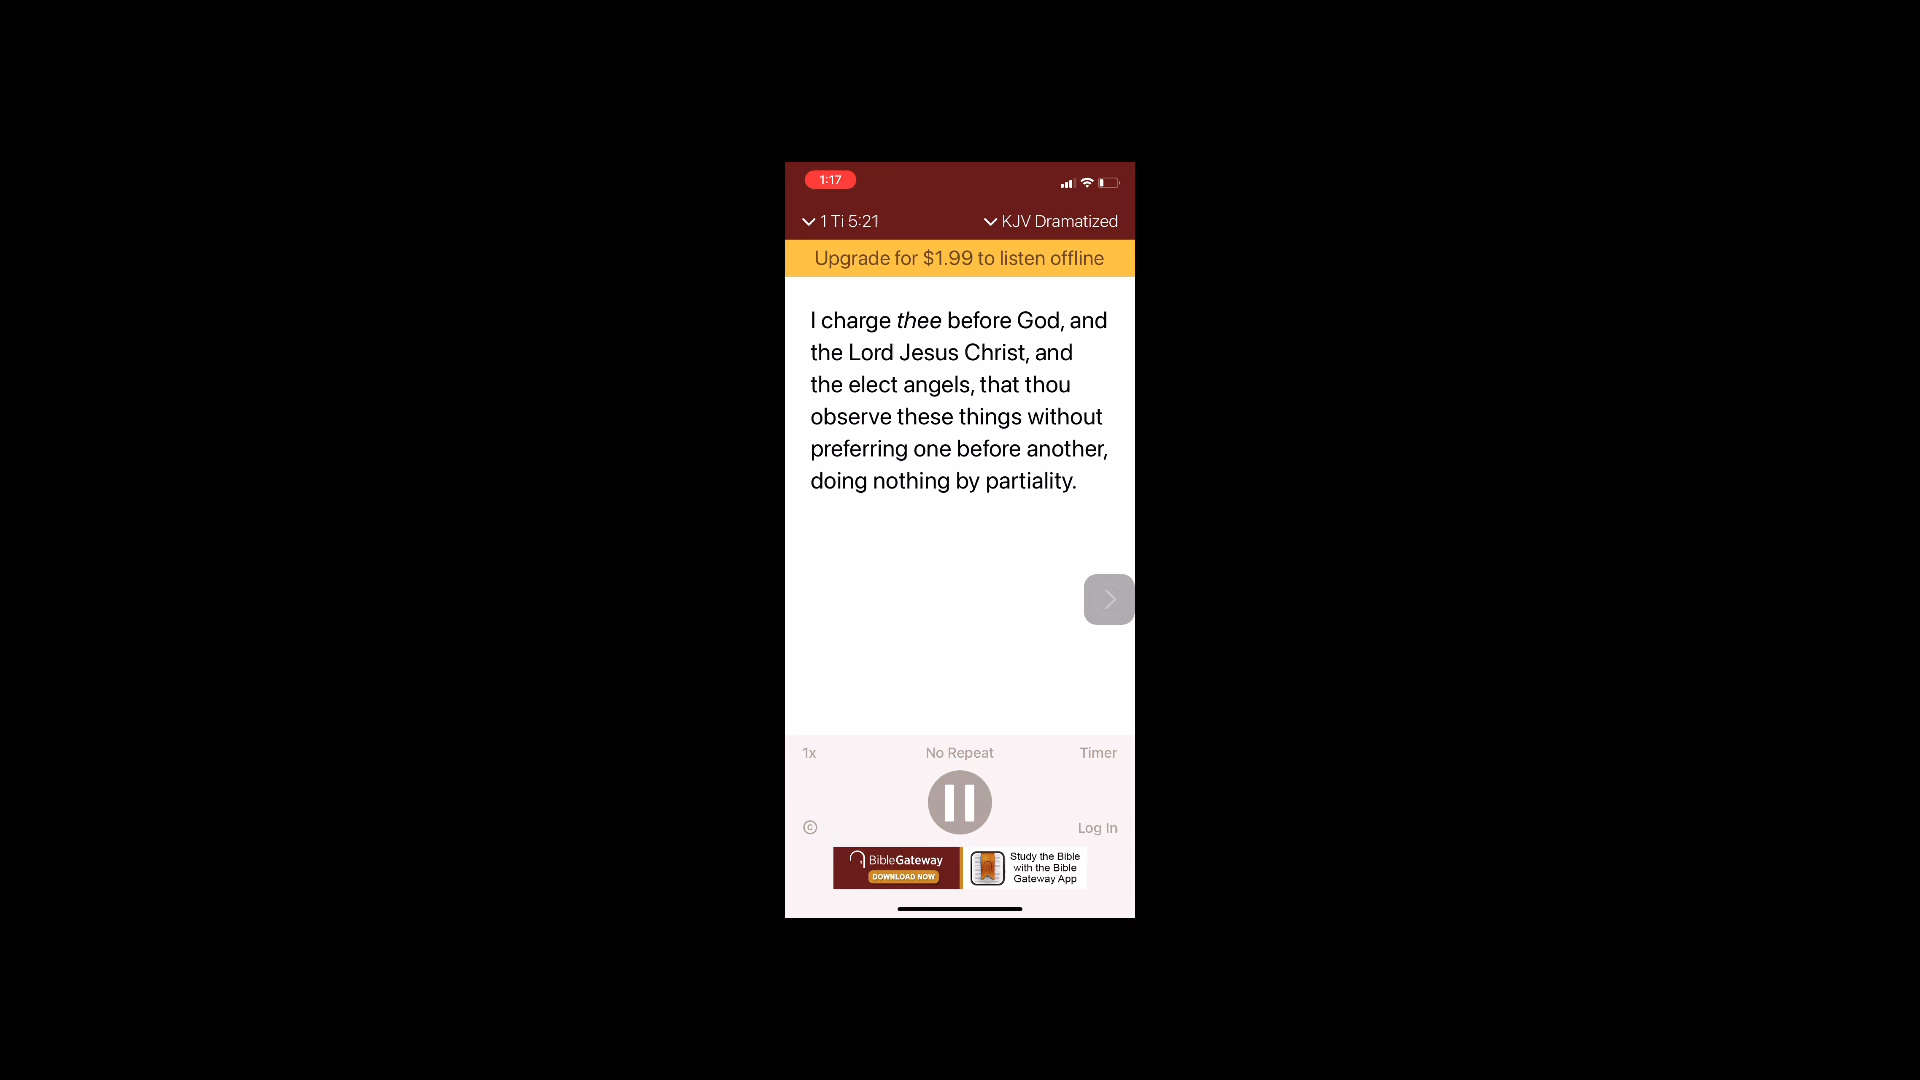 1:17
1 Ti 5:21
KJV Dramatized
Upgrade for $1.99 to listen offline
I charge thee before God, and
the Lord Jesus Christ, and
the elect angels, that thou
observe these things without
preferring one before another,
doing nothing by partiality.
1x
No Repeat
Timer
©
Log In
BibleGateway
DOWNLOAD NOW
Study the Bible
with the Bible
Gateway App